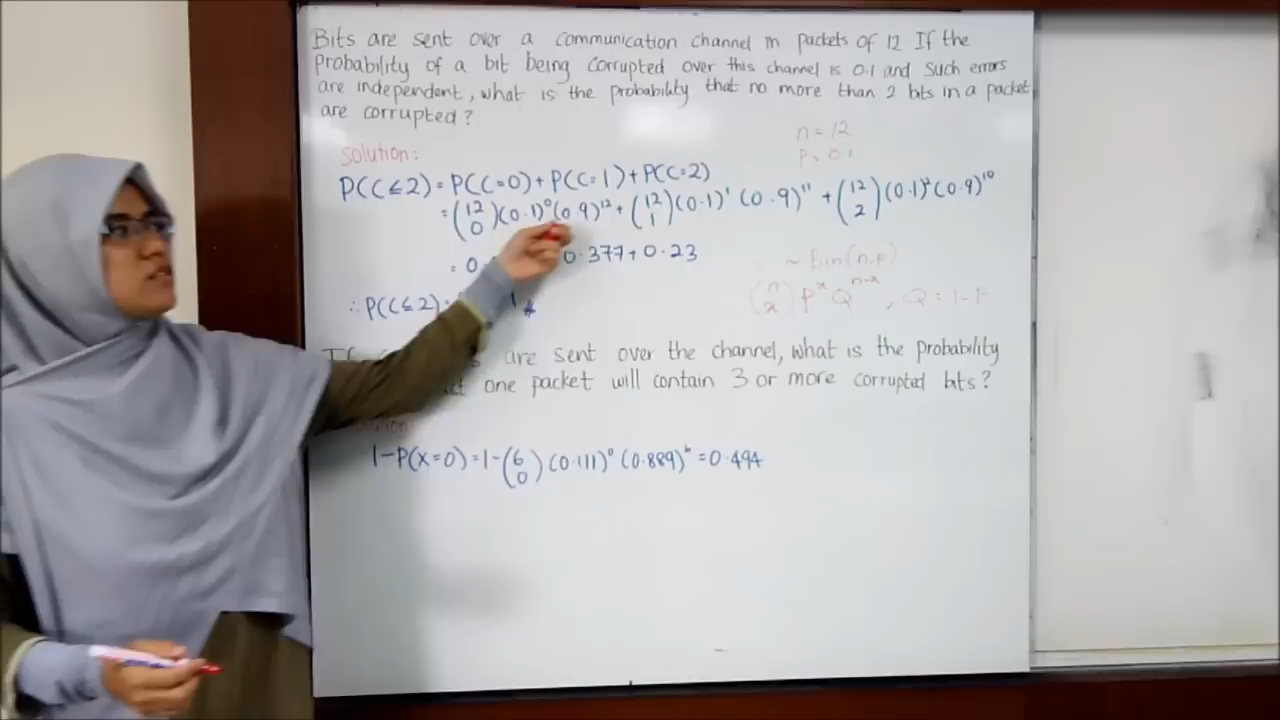 Bits are sent over a communication channel in packets of 12 If the
probability of a bit being corrupted over this channel is 0.1 and such errors
are independent, what is the probability that no more than 2 bits in a packet
are corrupted?
n = 12
P = 0.1
Solution:
P(C≤2) = P(C=0) + P(C=1) + P(C=2)
= (12 0)(0.1)⁰(0.9)¹² + (12 1)(0.1)¹ (0.9)¹¹ + (12 2)(0.1)²(0.9)¹⁰
= 0. 0.377 + 0.23
~ Bin(n,P)
(n x) P^x Q^(n-x), Q = 1-P
∴ P(C≤2) = 1
If are sent over the channel, what is the probability
one packet will contain 3 or more corrupted bits?
1-P(X=0) = 1-(6 0)(0.111)⁰ (0.889)⁶ = 0.494